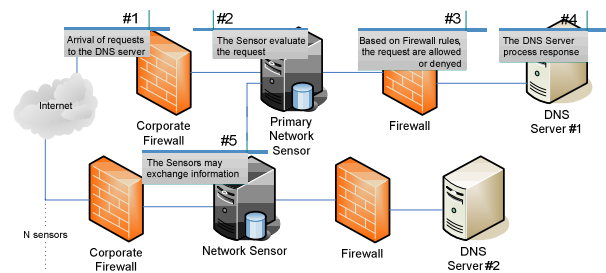 #1
Arrival of requests
to the DNS server
#2
The Sensor evaluate
the request
#3
Based on Firewall rules,
the request are allowed
or denyed
#4
The DNS Server
process response
Internet
Corporate
Firewall
Primary
Network
Sensor
Firewall
DNS
Server #1
#5
The Sensors may
exchange information
N sensors
Corporate
Firewall
Network Sensor
Firewall
DNS
Server #2